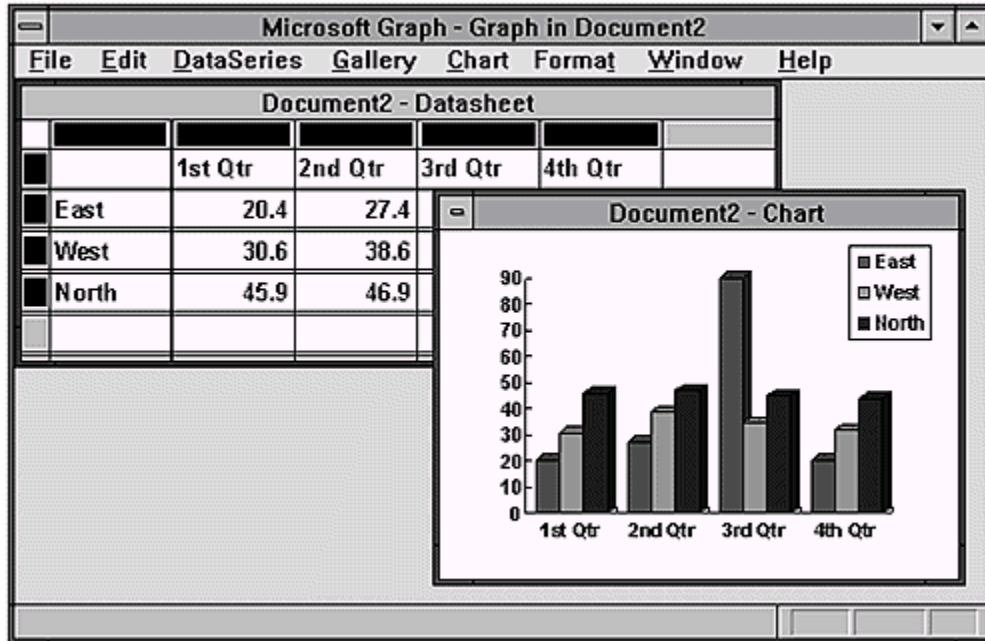 Microsoft Graph - Graph in Document2
File Edit DataSeries Gallery Chart Format Window Help
Document2 - Datasheet
1st Qtr 2nd Qtr 3rd Qtr 4th Qtr
East 20.4 27.4
West 30.6 38.6
North 45.9 46.9
Document2 - Chart
East
West
North
90
80
70
60
50
40
30
20
10
0
1st Qtr 2nd Qtr 3rd Qtr 4th Qtr